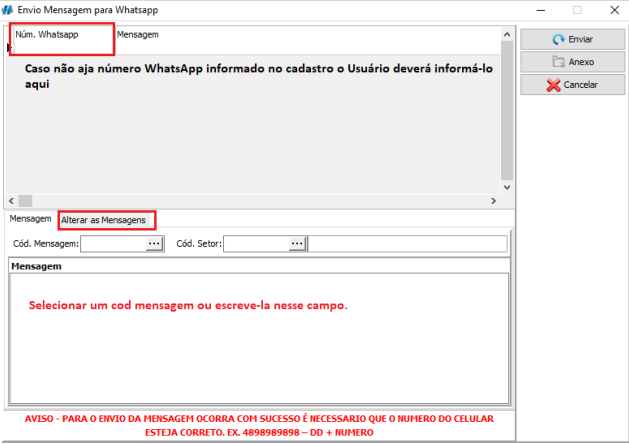 Envio Mensagem para Whatsapp
Núm. Whatsapp Mensagem
Enviar
Anexo
Cancelar
Caso não aja número WhatsApp informado no cadastro o Usuário deverá informá-lo
aqui
Mensagem Alterar as Mensagens
Cód. Mensagem: ... Cód. Setor: ...
Mensagem
Selecionar um cod mensagem ou escreve-la nesse campo.
AVISO - PARA O ENVIO DA MENSAGEM OCORRA COM SUCESSO É NECESSARIO QUE O NUMERO DO CELULAR
ESTEJA CORRETO. EX. 4898989898 – DD + NUMERO